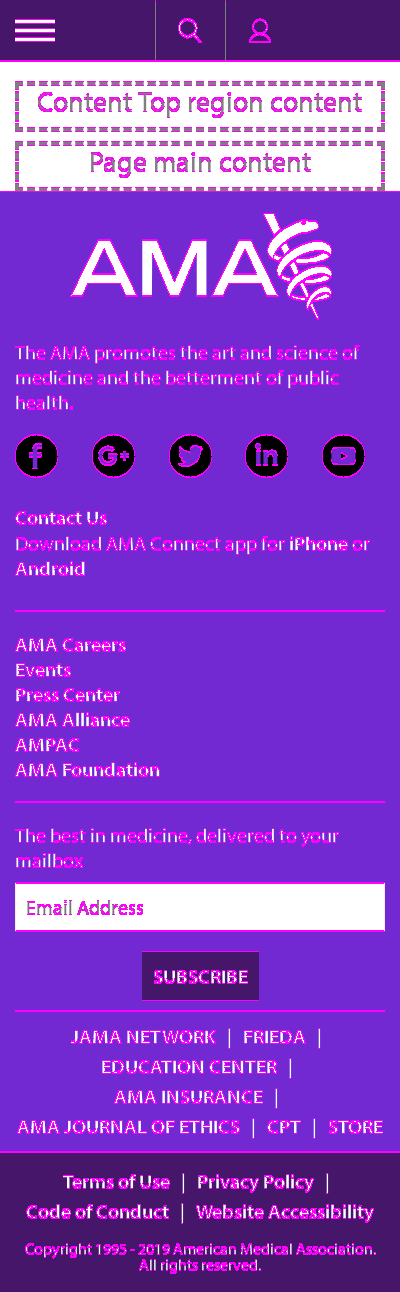 Content Top region content
Page main content
AMA
The AMA promotes the art and science of
medicine and the betterment of public
health.
Contact Us
Download AMA Connect app for iPhone or
Android
AMA Careers
Events
Press Center
AMA Alliance
AMPAC
AMA Foundation
The best in medicine, delivered to your
mailbox
Email Address
SUBSCRIBE
JAMA NETWORK | FRIEDA |
EDUCATION CENTER |
AMA INSURANCE |
AMA JOURNAL OF ETHICS | CPT | STORE
Terms of Use | Privacy Policy |
Code of Conduct | Website Accessibility
Copyright 1995 - 2019 American Medical Association.
All rights reserved.